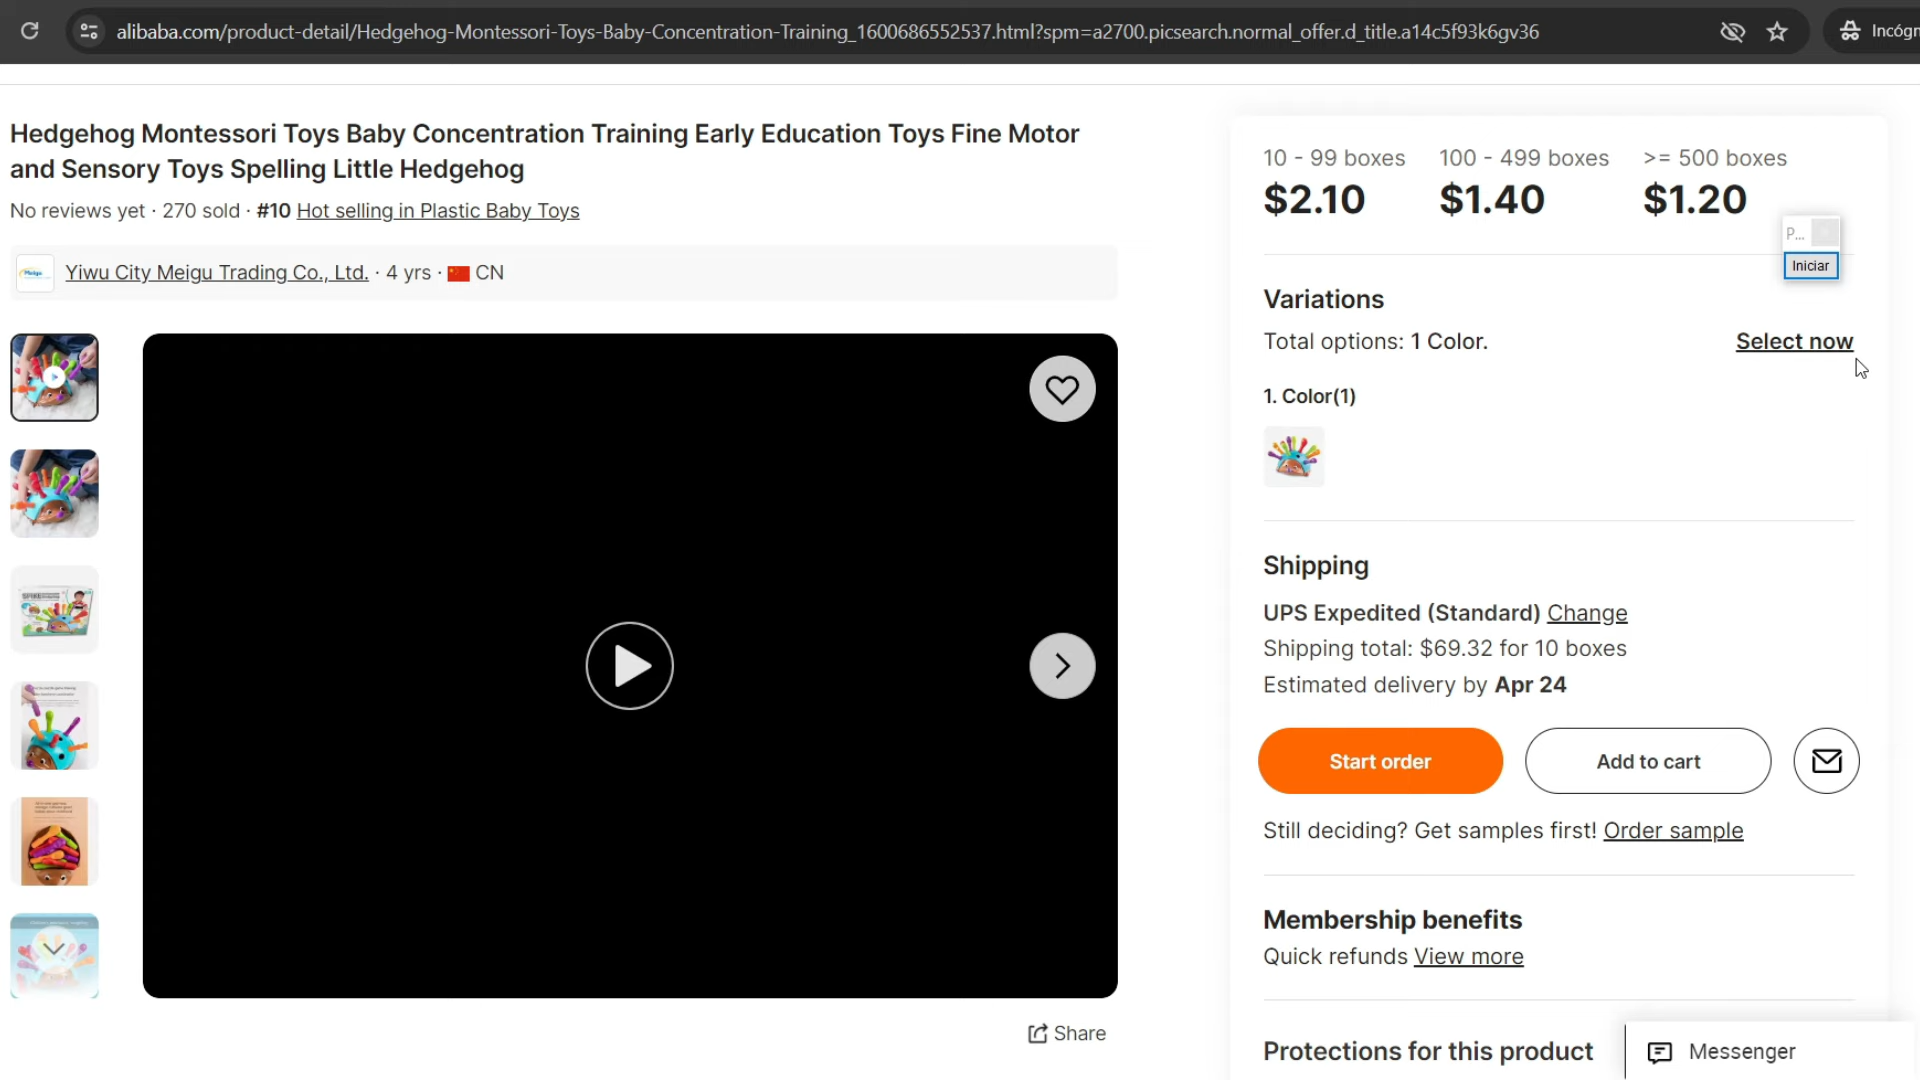 alibaba.com/product-detail/Hedgehog-Montessori-Toys-Baby-Concentration-Training_1600686552537.html?spm=a2700.picsearch.normal_offer.d_title.a14c5f93k6gv36
Incógn
Hedgehog Montessori Toys Baby Concentration Training Early Education Toys Fine Motor
and Sensory Toys Spelling Little Hedgehog
No reviews yet · 270 sold · #10 Hot selling in Plastic Baby Toys
Meigu
Yiwu City Meigu Trading Co., Ltd. · 4 yrs · CN
Share
10 - 99 boxes 100 - 499 boxes >= 500 boxes
$2.10 $1.40 $1.20
P...
Iniciar
Variations
Total options: 1 Color. Select now
1. Color(1)
Shipping
UPS Expedited (Standard) Change
Shipping total: $69.32 for 10 boxes
Estimated delivery by Apr 24
Start order Add to cart
Still deciding? Get samples first! Order sample
Membership benefits
Quick refunds View more
Protections for this product
Messenger